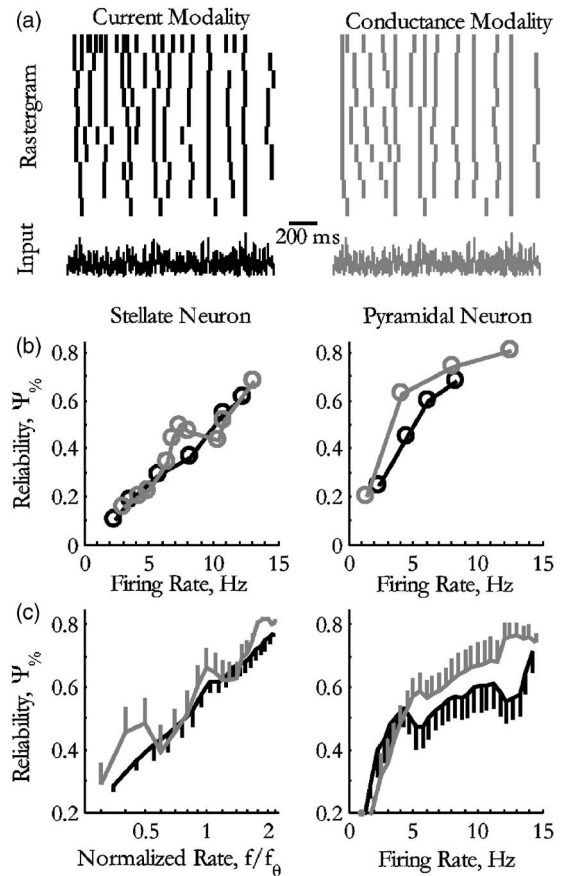 (a) Current Modality Conductance Modality
Rastergram
Input
200 ms
Stellate Neuron Pyramidal Neuron
(b)
Reliability, Ψ%
0.8
0.6
0.4
0.2
0
0 5 10 15
Firing Rate, Hz
Reliability, Ψ%
0.8
0.6
0.4
0.2
0
0 5 10 15
Firing Rate, Hz
(c)
Reliability, Ψ%
0.8
0.6
0.4
0.2
0.5 1 2
Normalized Rate, f/fθ
0.8
0.6
0.4
0.2
0 5 10 15
Firing Rate, Hz